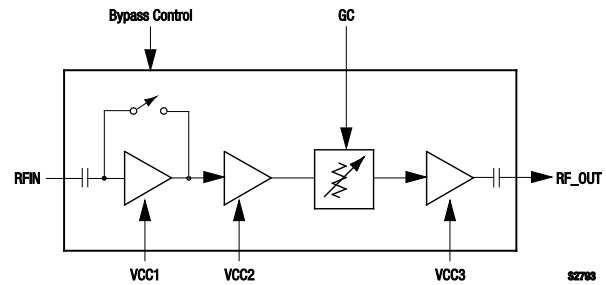 Bypass Control
GC
RFIN
RF_OUT
VCC1
VCC2
VCC3
S2793